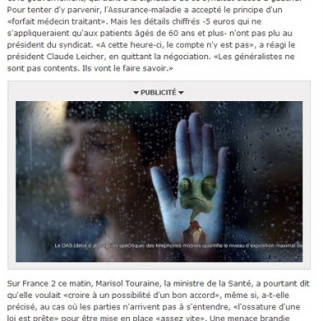 Pour tenter d'y parvenir, l'Assurance-maladie a accepté le principe d'un
«forfait médecin traitant». Mais les détails chiffrés -5 euros qui ne
s'appliqueraient qu'aux patients âgés de 60 ans et plus- n'ont pas plu au
président du syndicat. «A cette heure-ci, le compte n'y est pas», a réagi le
président Claude Leicher, en quittant la négociation. «Les généralistes ne
sont pas contents. Ils vont le faire savoir.»
PUBLICITÉ
Le DAS (débit d' spécifiques des téléphones mobiles quantifie le niveau d'exposition maximal de
Sur France 2 ce matin, Marisol Touraine, la ministre de la Santé, a pourtant dit
qu'elle voulait «croire à un possibilité d'un bon accord», même si, a-t-elle
précisé, au cas où les parties n'arrivent pas à s'entendre, «l'ossature d'une
loi est prête» pour être mise en place «assez vite». Une menace brandie